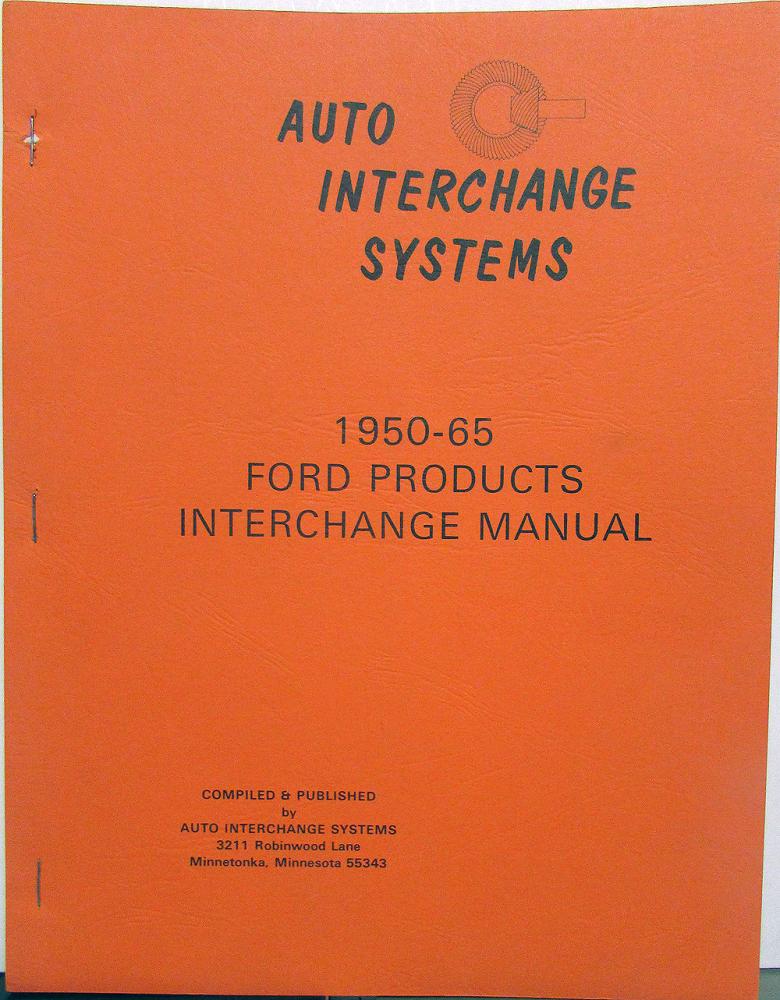 AUTO
INTERCHANGE
SYSTEMS
1950-65
FORD PRODUCTS
INTERCHANGE MANUAL
COMPILED & PUBLISHED
by
AUTO INTERCHANGE SYSTEMS
3211 Robinwood Lane
Minnetonka, Minnesota 55343